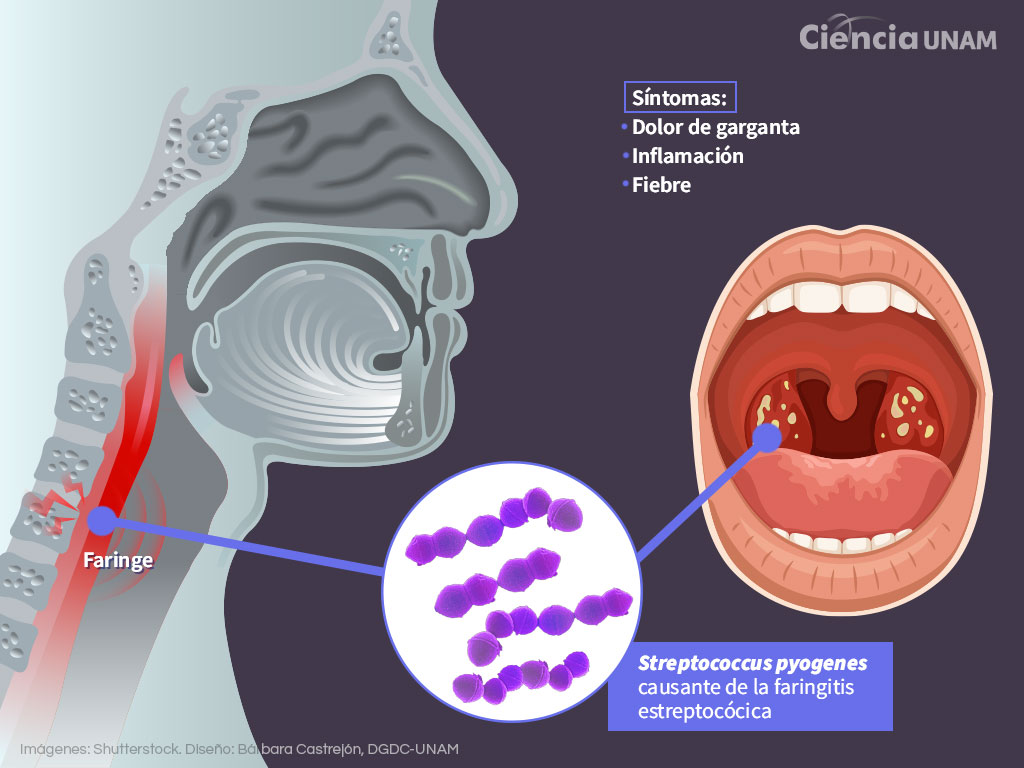 Ciencia UNAM
Síntomas:
• Dolor de garganta
• Inflamación
• Fiebre
Faringe
Streptococcus pyogenes
causante de la faringitis
estreptocócica
Imágenes: Shutterstock. Diseño: Bárbara Castrejón, DGDC-UNAM